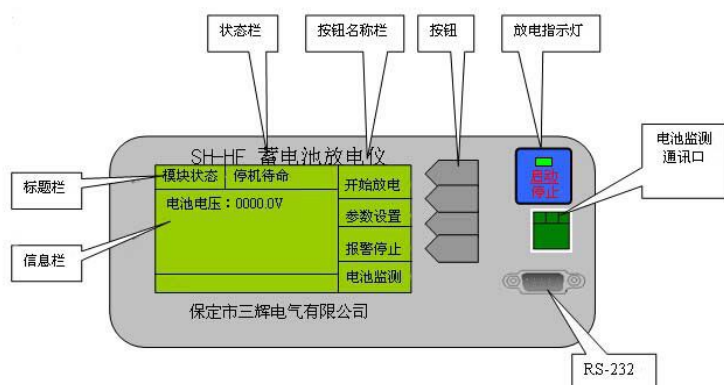 状态栏
按钮名称栏
按钮
放电指示灯
电池监测
通讯口
标题栏
信息栏
SH-HF 蓄电池放电仪
模块状态 停机待命
电池电压：0000.0V
开始放电
参数设置
报警停止
电池监测
启动
停止
保定市三辉电气有限公司
RS-232